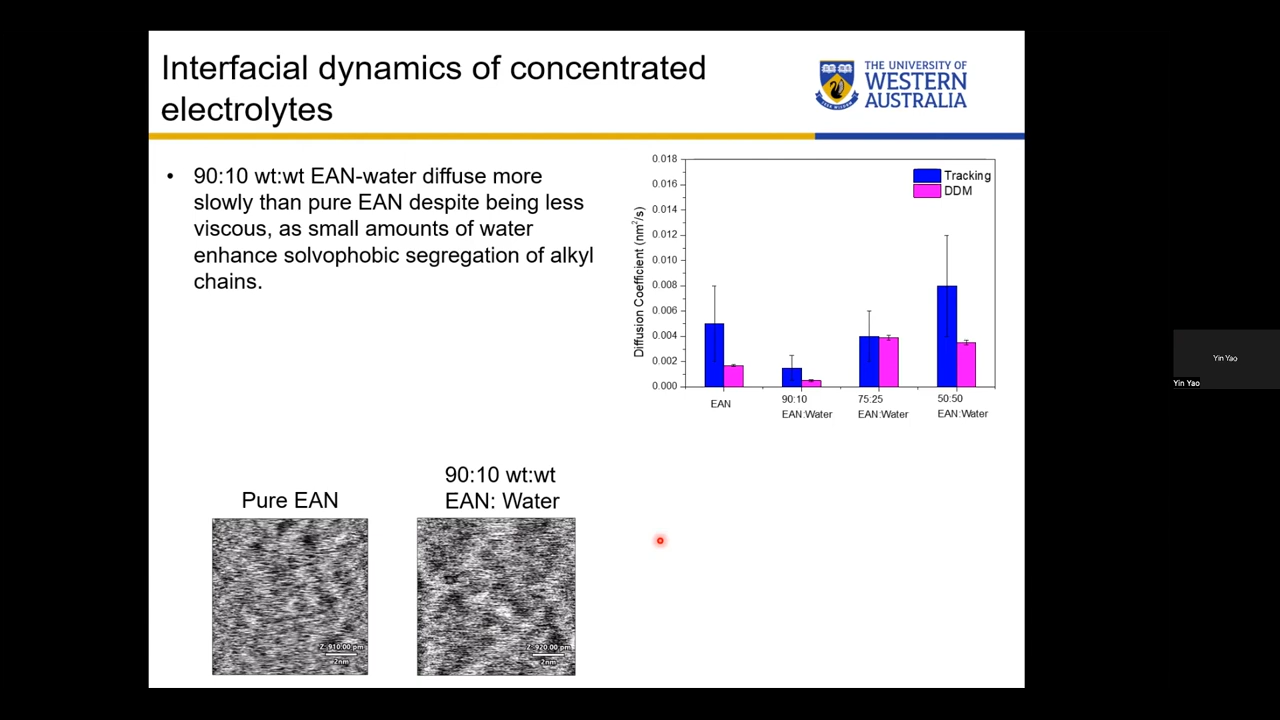 Interfacial dynamics of concentrated
electrolytes
THE UNIVERSITY OF
WESTERN
AUSTRALIA
• 90:10 wt:wt EAN-water diffuse more
slowly than pure EAN despite being less
viscous, as small amounts of water
enhance solvophobic segregation of alkyl
chains.
Diffusion Coefficient (nm²/s)
0.018
0.016
0.014
0.012
0.010
0.008
0.006
0.004
0.002
0.000
Tracking
DDM
EAN
90:10
EAN:Water
75:25
EAN:Water
50:50
EAN:Water
Pure EAN
90:10 wt:wt
EAN: Water
Z: 910.00 pm
2nm
Z: 920.00 pm
2nm
Yin Yao
Yin Yao